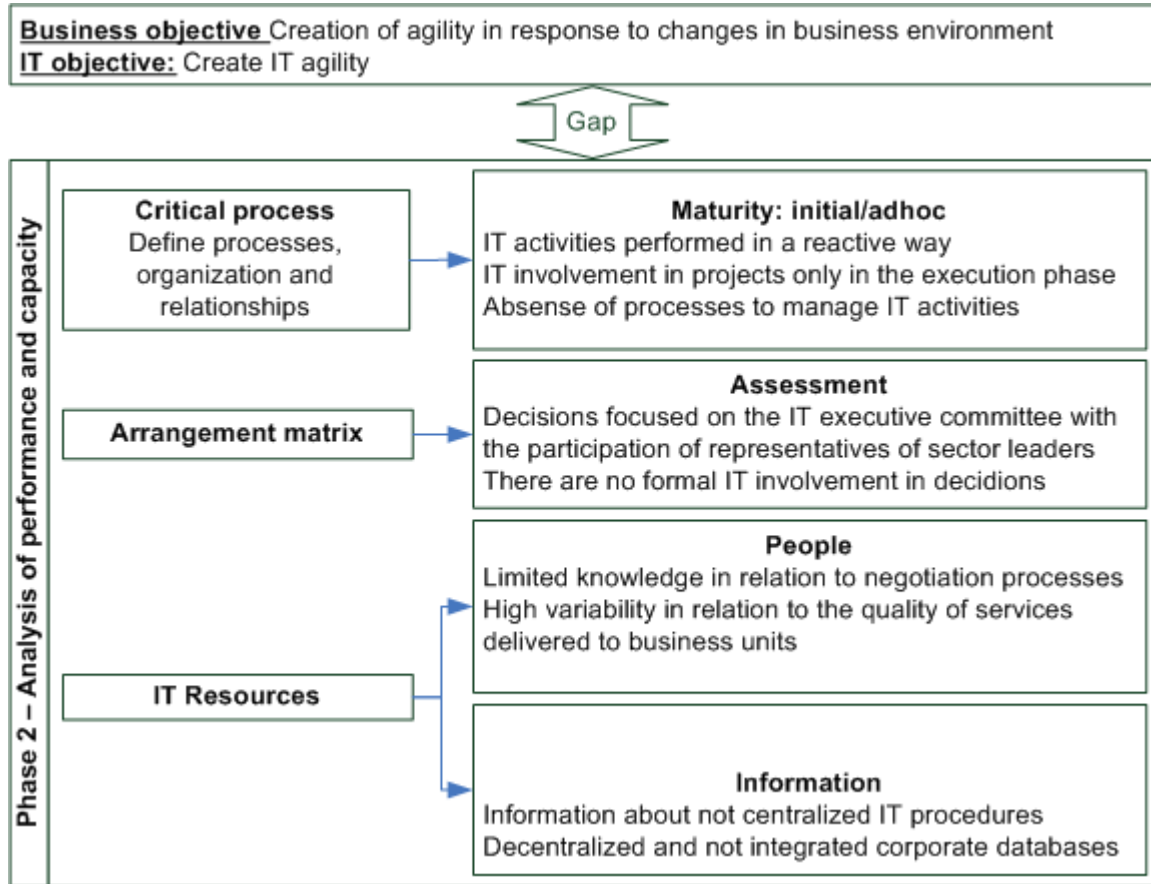 Business objective Creation of agility in response to changes in business environment
IT objective: Create IT agility
Gap
Phase 2 – Analysis of performance and capacity
Critical process
Define processes,
organization and
relationships
Maturity: initial/adhoc
IT activities performed in a reactive way
IT involvement in projects only in the execution phase
Absense of processes to manage IT activities
Arrangement matrix
Assessment
Decisions focused on the IT executive committee with
the participation of representatives of sector leaders
There are no formal IT involvement in decidions
IT Resources
People
Limited knowledge in relation to negotiation processes
High variability in relation to the quality of services
delivered to business units
Information
Information about not centralized IT procedures
Decentralized and not integrated corporate databases